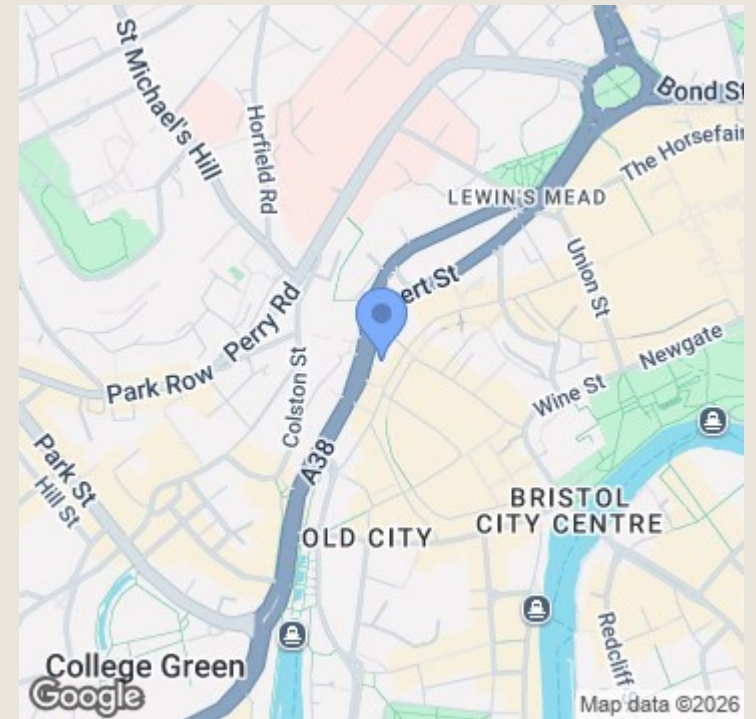 St Michael's Hill
Horfield Rd
Bond St
The Horsefair
LEWIN'S MEAD
Union St
ert St
Perry Rd
Newgate
Park Row
Colston St
Wine St
Park St
Hill St
A38
BRISTOL
CITY CENTRE
OLD CITY
Redcliff
College Green
Google
Map data ©2026